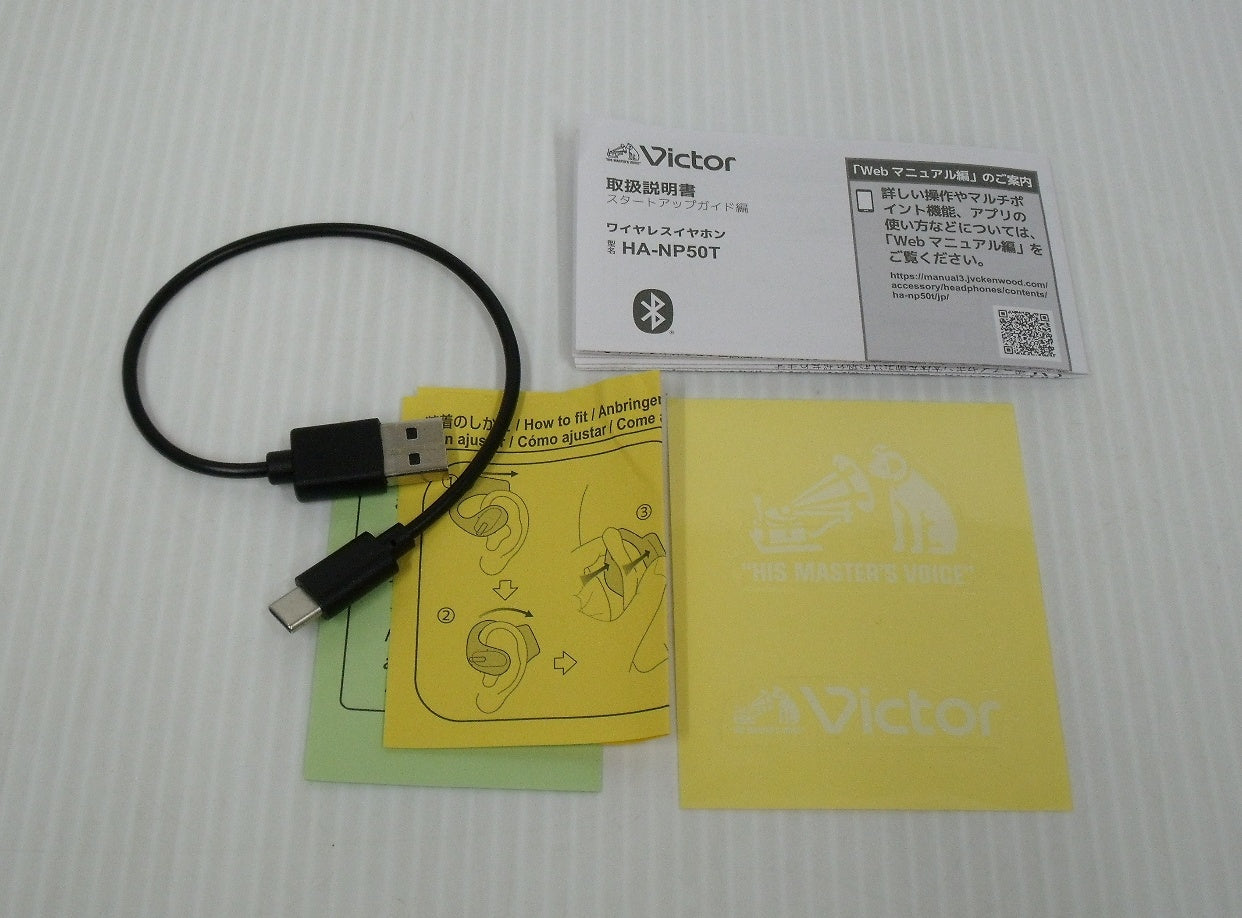 Victor
取扱説明書
スタートアップガイド編
ワイヤレスイヤホン
型名 HA-NP50T
「Web マニュアル編」のご案内
詳しい操作やマルチポ
イント機能、アプリの
使い方などについては、
「Web マニュアル編」を
ご覧ください。
https://manual3.jvckenwood.com/
accessory/headphones/contents/
ha-np50t/jp/
着のしか / How to fit / Anbringen
/ Cómo ajustar / Come
①
②
③
"HIS MASTER'S VOICE"
Victor